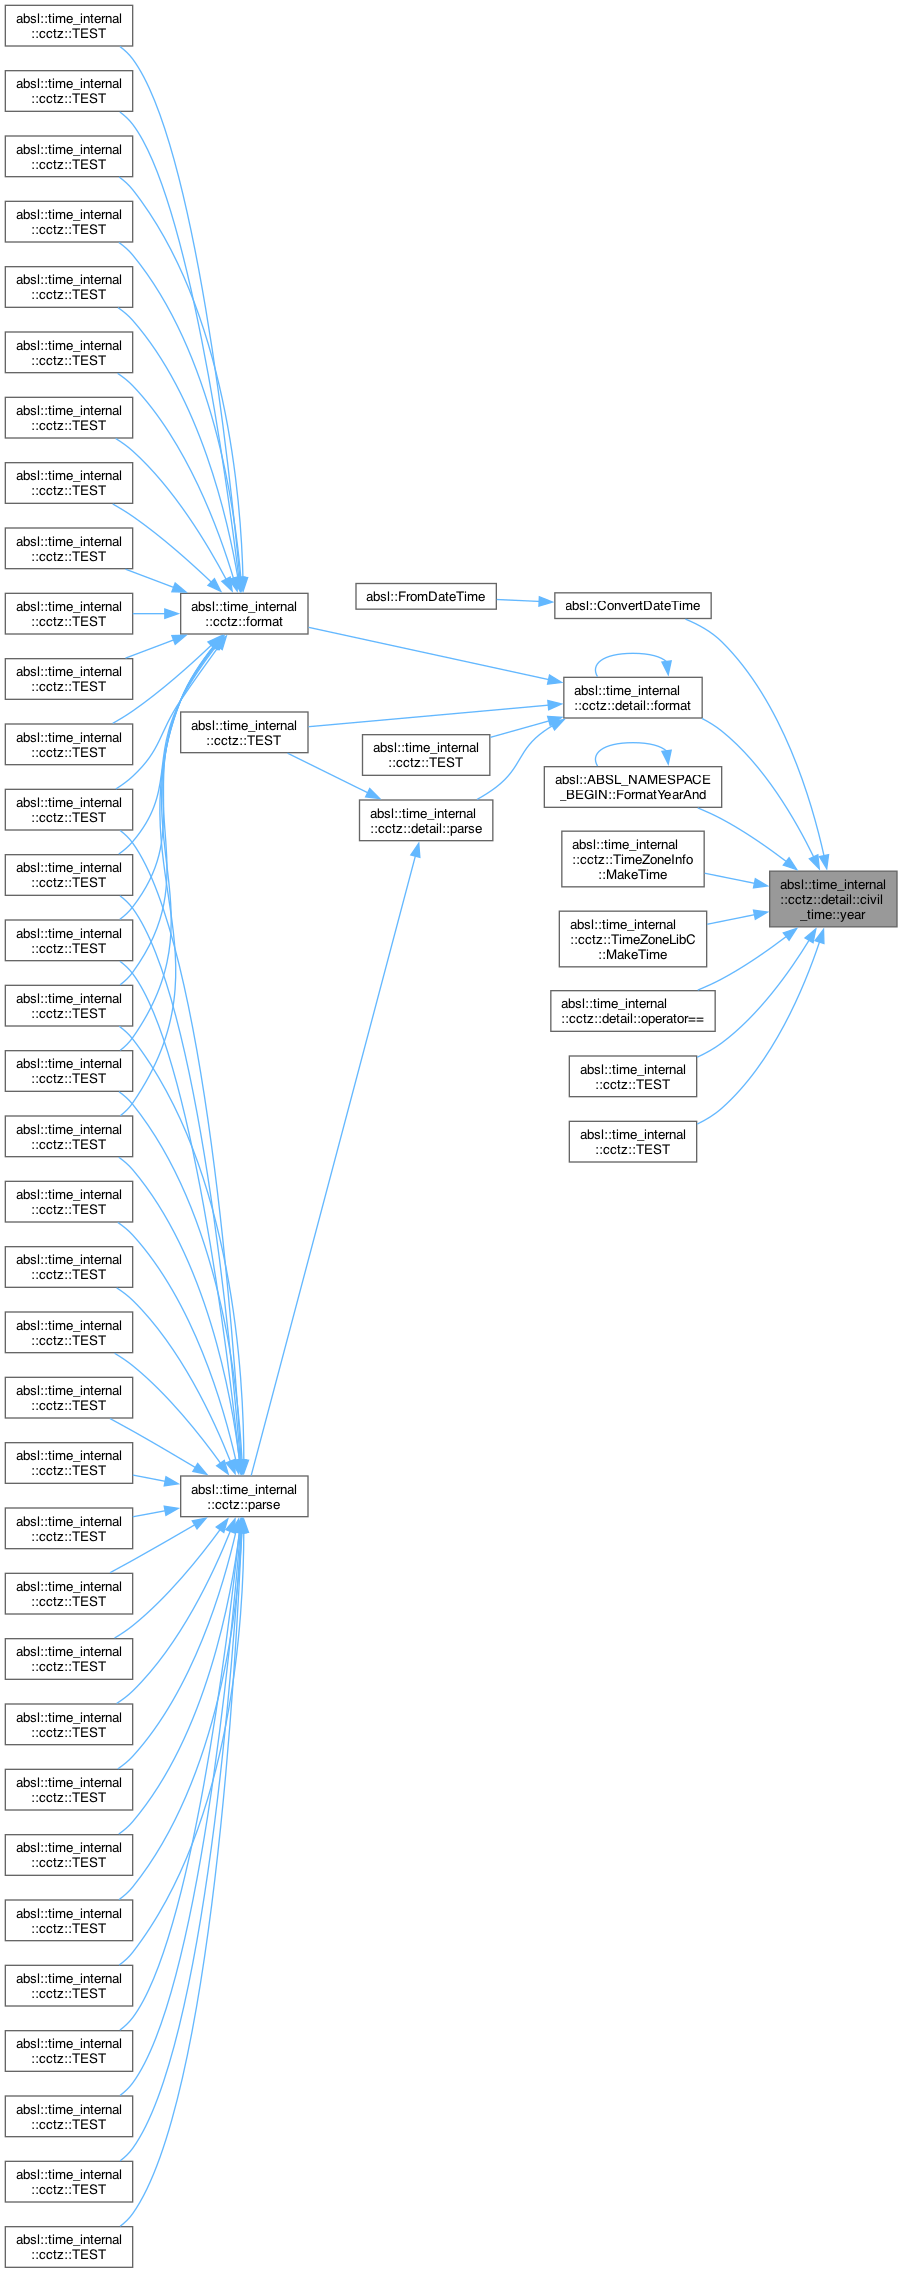 absl::time_internal
::cctz::TEST
absl::time_internal
::cctz::TEST
absl::time_internal
::cctz::TEST
absl::time_internal
::cctz::TEST
absl::time_internal
::cctz::TEST
absl::time_internal
::cctz::TEST
absl::time_internal
::cctz::TEST
absl::time_internal
::cctz::TEST
absl::time_internal
::cctz::TEST
absl::time_internal
::cctz::TEST
absl::time_internal
::cctz::TEST
absl::time_internal
::cctz::TEST
absl::time_internal
::cctz::TEST
absl::time_internal
::cctz::TEST
absl::time_internal
::cctz::TEST
absl::time_internal
::cctz::TEST
absl::time_internal
::cctz::TEST
absl::time_internal
::cctz::TEST
absl::time_internal
::cctz::TEST
absl::time_internal
::cctz::TEST
absl::time_internal
::cctz::TEST
absl::time_internal
::cctz::TEST
absl::time_internal
::cctz::TEST
absl::time_internal
::cctz::TEST
absl::time_internal
::cctz::TEST
absl::time_internal
::cctz::TEST
absl::time_internal
::cctz::TEST
absl::time_internal
::cctz::TEST
absl::time_internal
::cctz::TEST
absl::time_internal
::cctz::TEST
absl::time_internal
::cctz::TEST
absl::time_internal
::cctz::TEST
absl::time_internal
::cctz::TEST
absl::time_internal
::cctz::TEST
absl::time_internal
::cctz::TEST
absl::time_internal
::cctz::format
absl::time_internal
::cctz::TEST
absl::time_internal
::cctz::parse
absl::FromDateTime
absl::time_internal
::cctz::TEST
absl::time_internal
::cctz::detail::parse
absl::ConvertDateTime
absl::time_internal
::cctz::detail::format
absl::ABSL_NAMESPACE
_BEGIN::FormatYearAnd
absl::time_internal
::cctz::TimeZoneInfo
::MakeTime
absl::time_internal
::cctz::TimeZoneLibC
::MakeTime
absl::time_internal
::cctz::detail::operator==
absl::time_internal
::cctz::TEST
absl::time_internal
::cctz::TEST
absl::time_internal
::cctz::detail::civil
_time::year